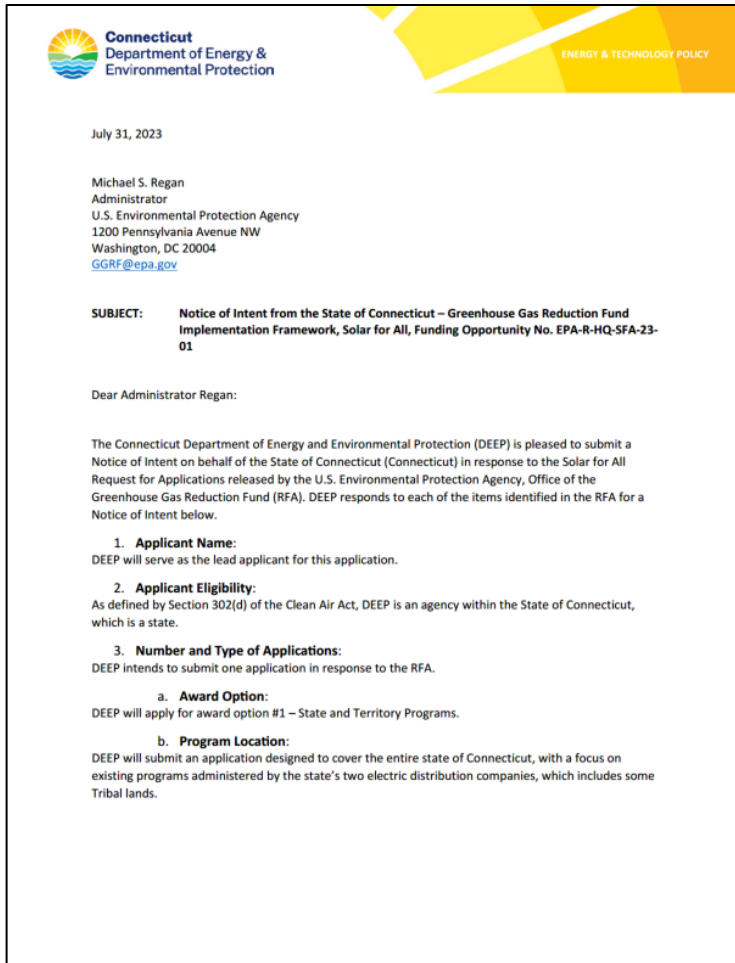 Connecticut
Department of Energy &
Environmental Protection
ENERGY & TECHNOLOGY POLICY
July 31, 2023
Michael S. Regan
Administrator
U.S. Environmental Protection Agency
1200 Pennsylvania Avenue NW
Washington, DC 20004
GGRF@epa.gov
SUBJECT: Notice of Intent from the State of Connecticut – Greenhouse Gas Reduction Fund
Implementation Framework, Solar for All, Funding Opportunity No. EPA-R-HQ-SFA-23-
01
Dear Administrator Regan:
The Connecticut Department of Energy and Environmental Protection (DEEP) is pleased to submit a
Notice of Intent on behalf of the State of Connecticut (Connecticut) in response to the Solar for All
Request for Applications released by the U.S. Environmental Protection Agency, Office of the
Greenhouse Gas Reduction Fund (RFA). DEEP responds to each of the items identified in the RFA for a
Notice of Intent below.
1. Applicant Name:
DEEP will serve as the lead applicant for this application.
2. Applicant Eligibility:
As defined by Section 302(d) of the Clean Air Act, DEEP is an agency within the State of Connecticut,
which is a state.
3. Number and Type of Applications:
DEEP intends to submit one application in response to the RFA.
a. Award Option:
DEEP will apply for award option #1 – State and Territory Programs.
b. Program Location:
DEEP will submit an application designed to cover the entire state of Connecticut, with a focus on
existing programs administered by the state's two electric distribution companies, which includes some
Tribal lands.